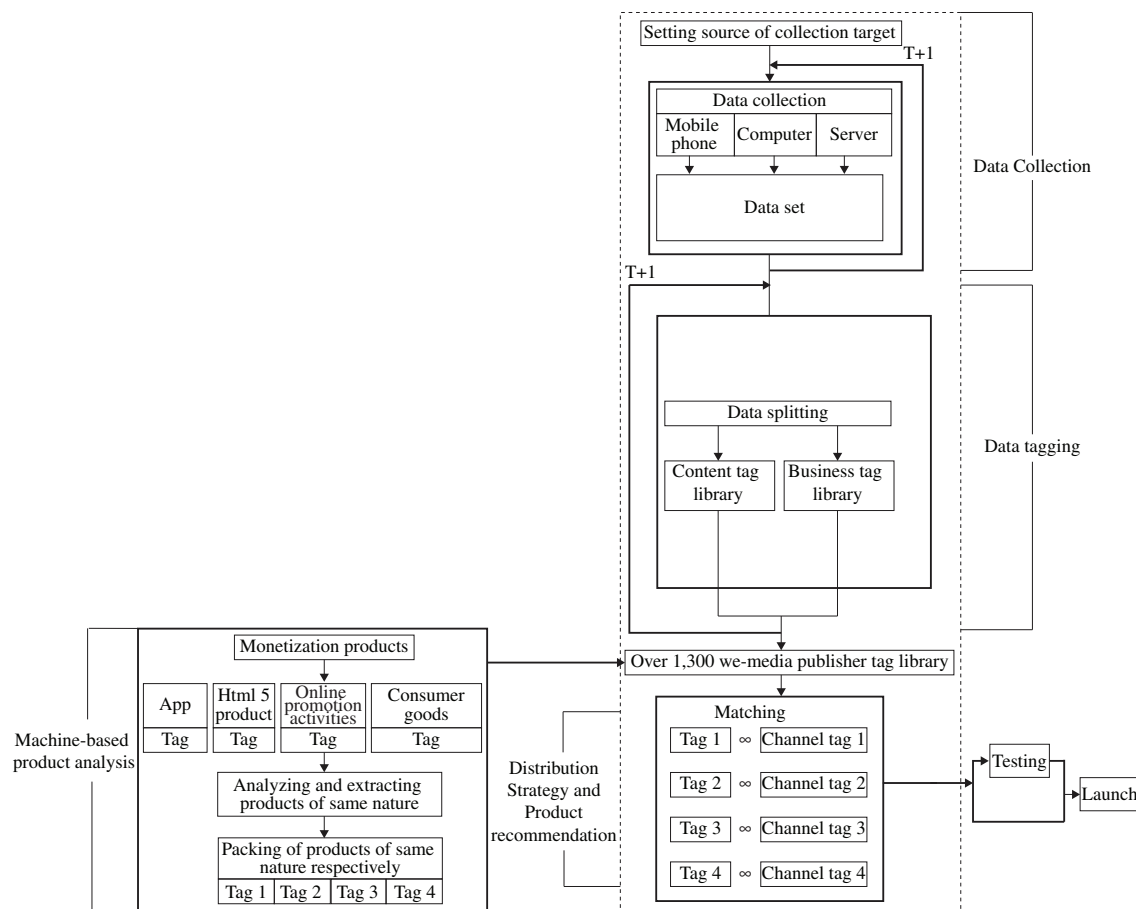 Setting source of collection target
T+1
Data collection
Mobile
phone
Computer
Server
Data set
Data Collection
T+1
Data splitting
Content tag
library
Business tag
library
Data tagging
Over 1,300 we-media publisher tag library
Monetization products
App
Html 5
product
Online
promotion
activities
Consumer
goods
Tag
Tag
Tag
Tag
Analyzing and extracting
products of same nature
Packing of products of same
nature respectively
Tag 1
Tag 2
Tag 3
Tag 4
Machine-based
product analysis
Distribution
Strategy and
Product
recommendation
Matching
Tag 1 ∞ Channel tag 1
Tag 2 ∞ Channel tag 2
Tag 3 ∞ Channel tag 3
Tag 4 ∞ Channel tag 4
Testing
Launch